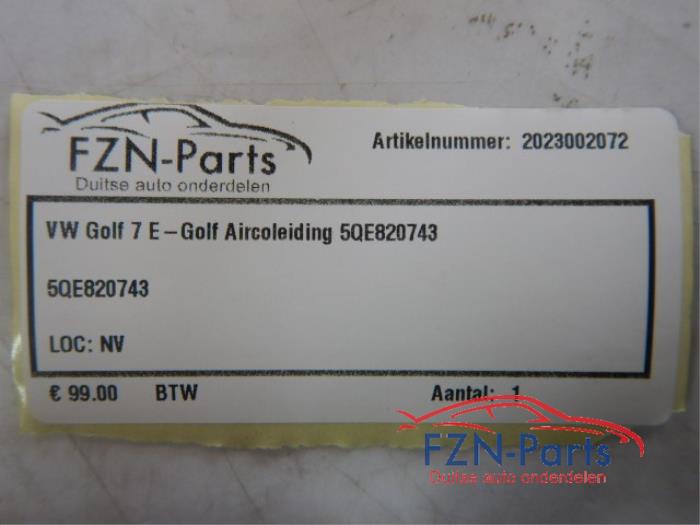 FZN-Parts
Duitse auto onderdelen
Artikelnummer: 2023002072
VW Golf 7 E-Golf Aircoleiding 5QE820743
5QE820743
LOC: NV
€ 99.00 BTW Aantal: 1
FZN-Parts
Duitse auto onderdelen